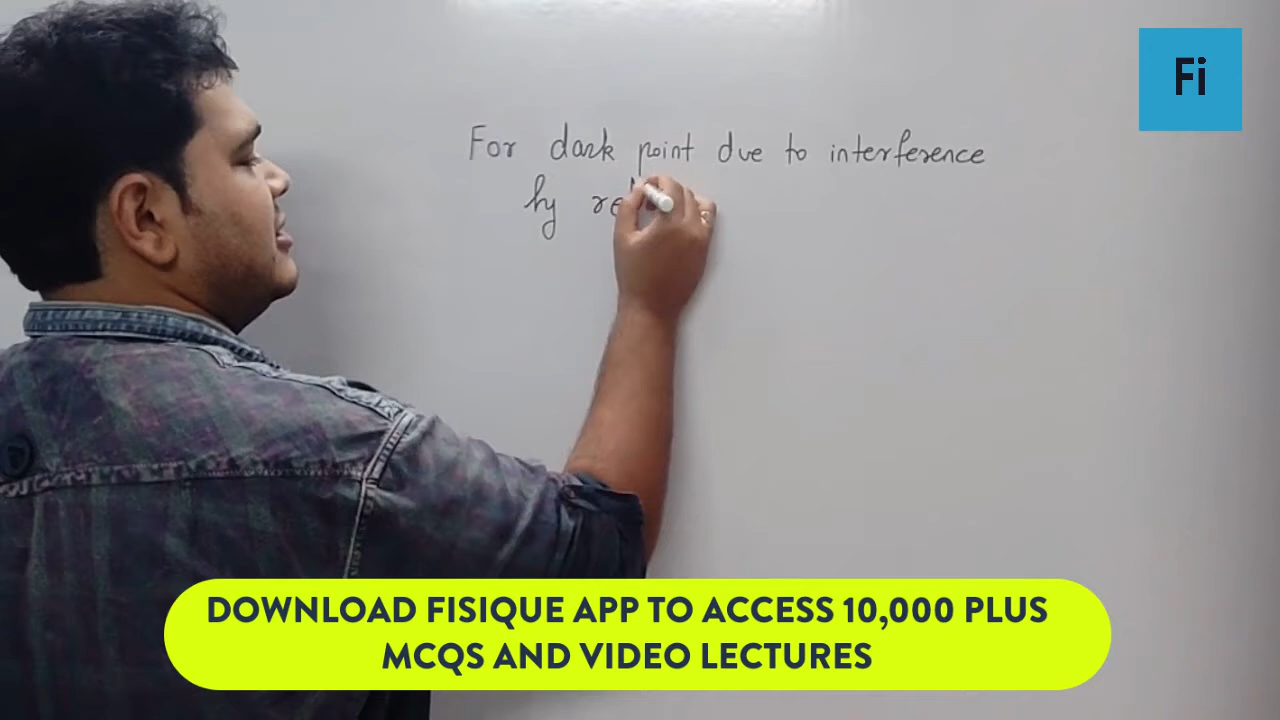 Fi
For dark point due to interference
by
DOWNLOAD FISIQUE APP TO ACCESS 10,000 PLUS
MCQS AND VIDEO LECTURES